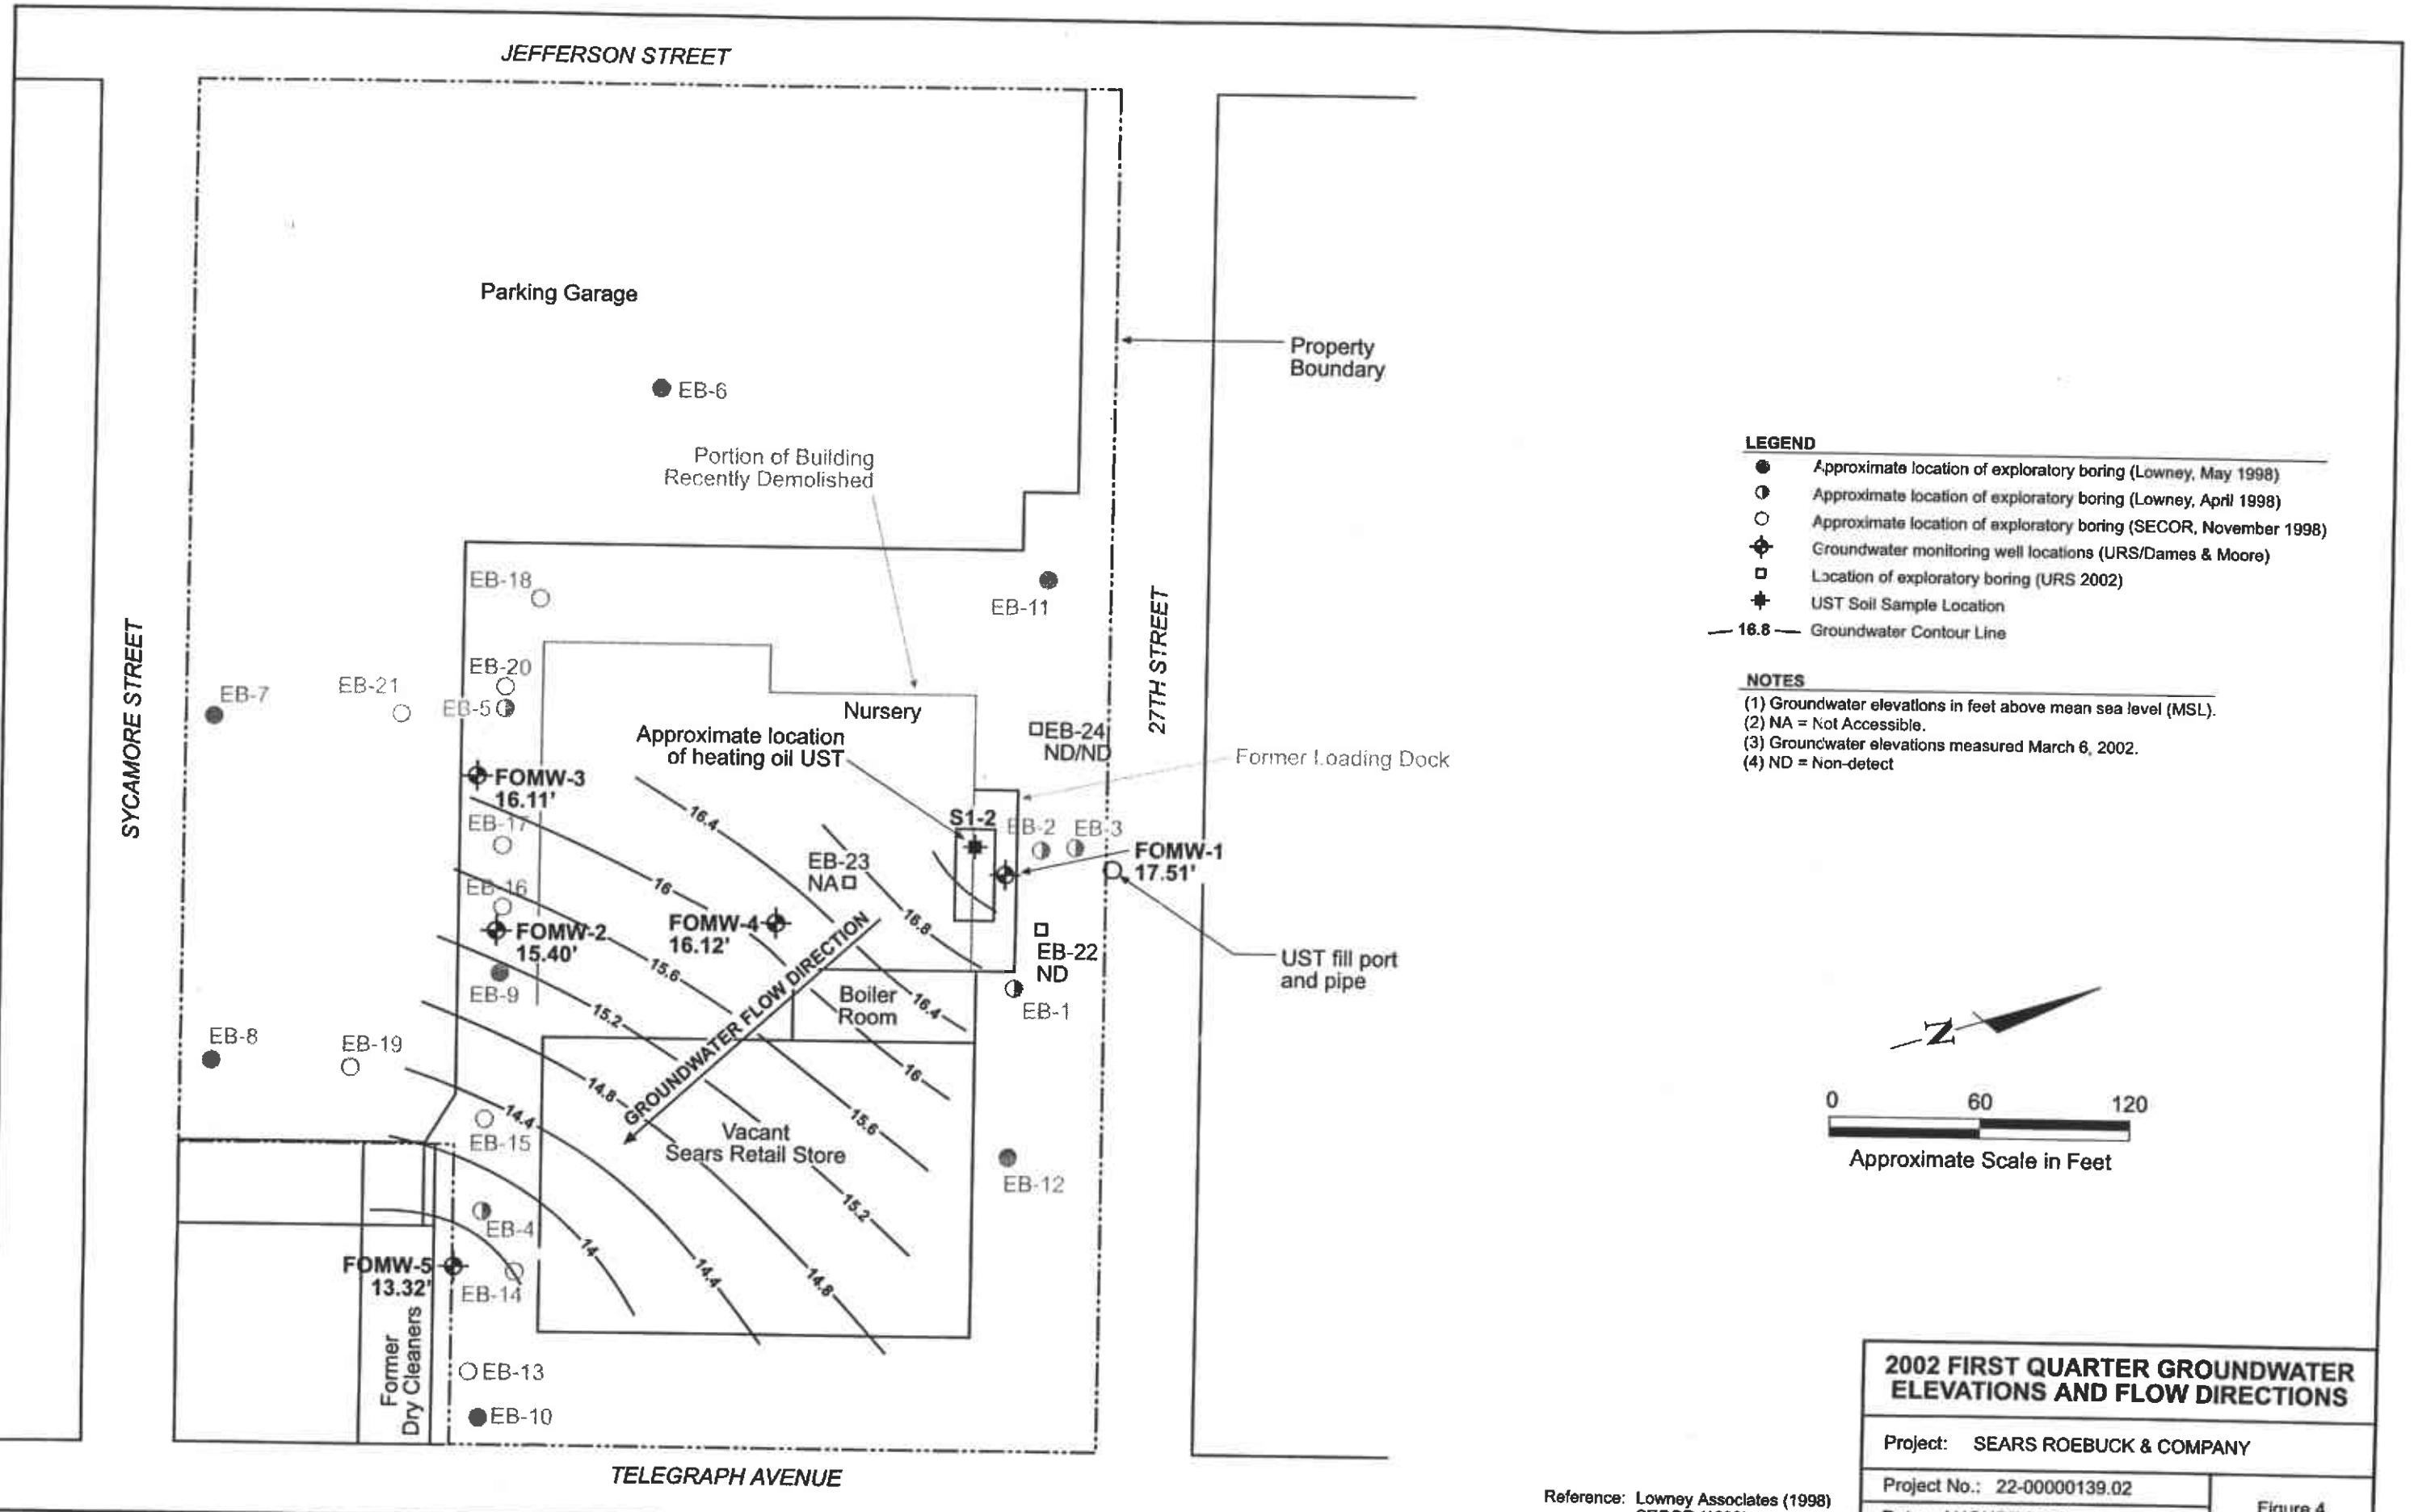 JEFFERSON STREET
Parking Garage
Property
Boundary
EB-6
Portion of Building
Recently Demolished
LEGEND
Approximate location of exploratory boring (Lowney, May 1998)
Approximate location of exploratory boring (Lowney, April 1998)
Approximate location of exploratory boring (SECOR, November 1998)
Groundwater monitoring well locations (URS/Dames & Moore)
Location of exploratory boring (URS 2002)
UST Soil Sample Location
16.8 Groundwater Contour Line
NOTES
(1) Groundwater elevations in feet above mean sea level (MSL).
(2) NA = Not Accessible.
(3) Groundwater elevations measured March 6, 2002.
(4) ND = Non-detect
SYCAMORE STREET
27TH STREET
EB-18
EB-11
EB-20
EB-21
EB-7
EB-5
Nursery
Approximate location
of heating oil UST
EB-24
ND/ND
Former Loading Dock
FOMW-3
16.11'
EB-17
16.4
S1-2
EB-2
EB-3
FOMW-1
17.51'
EB-23
NA
EB-16
16
16.8
FOMW-2
15.40'
FOMW-4
16.12'
EB-22
ND
UST fill port
and pipe
15.6
EB-9
15.2
GROUNDWATER FLOW DIRECTION
Boiler
Room
16.4
EB-1
EB-8
EB-19
14.8
16
14.4
EB-15
15.6
Vacant
Sears Retail Store
EB-12
15.2
EB-4
14
14.4
14.8
FOMW-5
13.32'
EB-14
Former
Dry Cleaners
EB-13
EB-10
TELEGRAPH AVENUE
N
0 60 120
Approximate Scale in Feet
2002 FIRST QUARTER GROUNDWATER
ELEVATIONS AND FLOW DIRECTIONS
Project: SEARS ROEBUCK & COMPANY
Project No.: 22-00000139.02
Figure 4
Reference: Lowney Associates (1998)